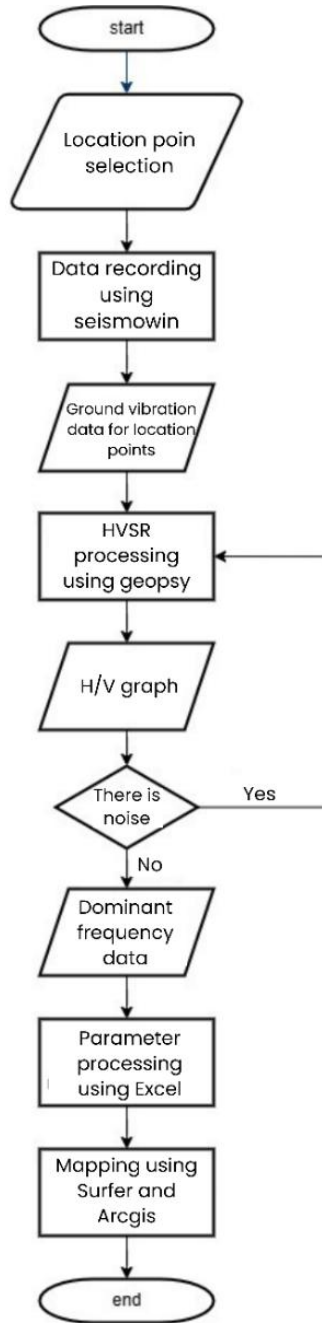 start
Location poin
selection
Data recording
using
seismowin
Ground vibration
data for location
points
HVSR
processing
using geopsy
H/V graph
There is
noise
Yes
No
Dominant
frequency
data
Parameter
processing
using Excel
Mapping using
Surfer and
Arcgis
end